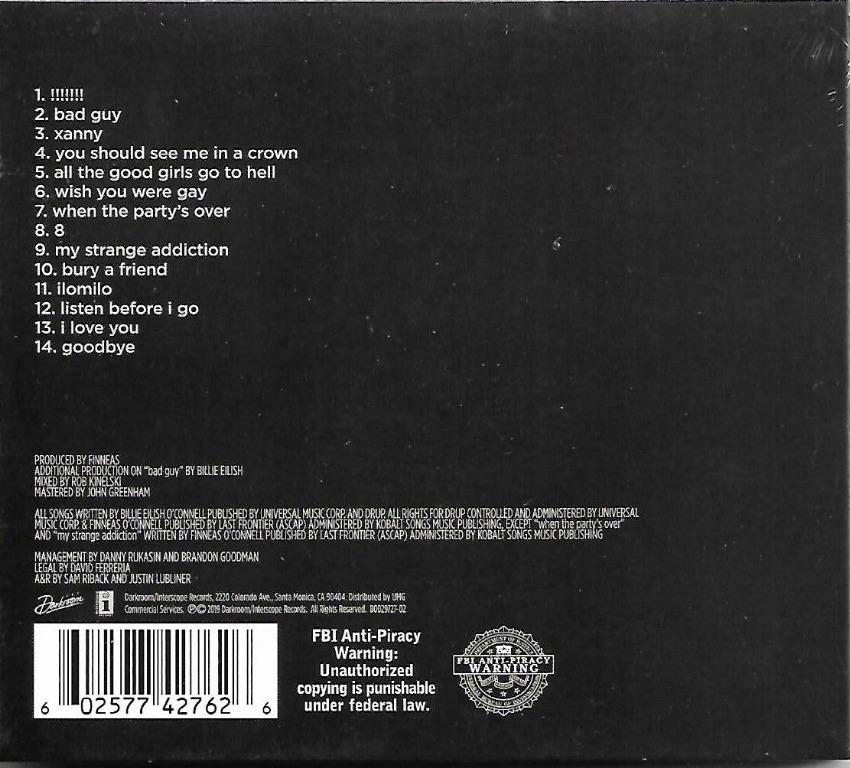 1. !!!!!!!
2. bad guy
3. xanny
4. you should see me in a crown
5. all the good girls go to hell
6. wish you were gay
7. when the party's over
8. 8
9. my strange addiction
10. bury a friend
11. ilomilo
12. listen before i go
13. i love you
14. goodbye
PRODUCED BY FINNEAS
ADDITIONAL PRODUCTION ON "bad guy" BY BILLIE EILISH
MIXED BY ROB KINELSKI
MASTERED BY JOHN GREENHAM
ALL SONGS WRITTEN BY BILLIE EILISH O'CONNELL PUBLISHED BY UNIVERSAL MUSIC CORP. AND DRUP. ALL RIGHTS FOR DRUP CONTROLLED AND ADMINISTERED BY UNIVERSAL
MUSIC CORP. & FINNEAS O'CONNELL PUBLISHED BY LAST FRONTIER (ASCAP) ADMINISTERED BY KOBALT SONGS MUSIC PUBLISHING, EXCEPT "when the party's over"
AND "my strange addiction" WRITTEN BY FINNEAS O'CONNELL PUBLISHED BY LAST FRONTIER (ASCAP) ADMINISTERED BY KOBALT SONGS MUSIC PUBLISHING
MANAGEMENT BY DANNY RUKASIN AND BRANDON GOODMAN
LEGAL BY DAVID FERRERIA
A&R BY SAM RIBACK AND JUSTIN LUBLINER
Darkroom
i
Darkroom/Interscope Records, 2220 Colorado Ave., Santa Monica, CA 90404. Distributed by UMG
Commercial Services. ℗© 2019 Darkroom/Interscope Records. All Rights Reserved. B0029727-02
6 02577 42762 6
FBI Anti-Piracy
Warning:
Unauthorized
copying is punishable
under federal law.
FBI ANTI-PIRACY
WARNING